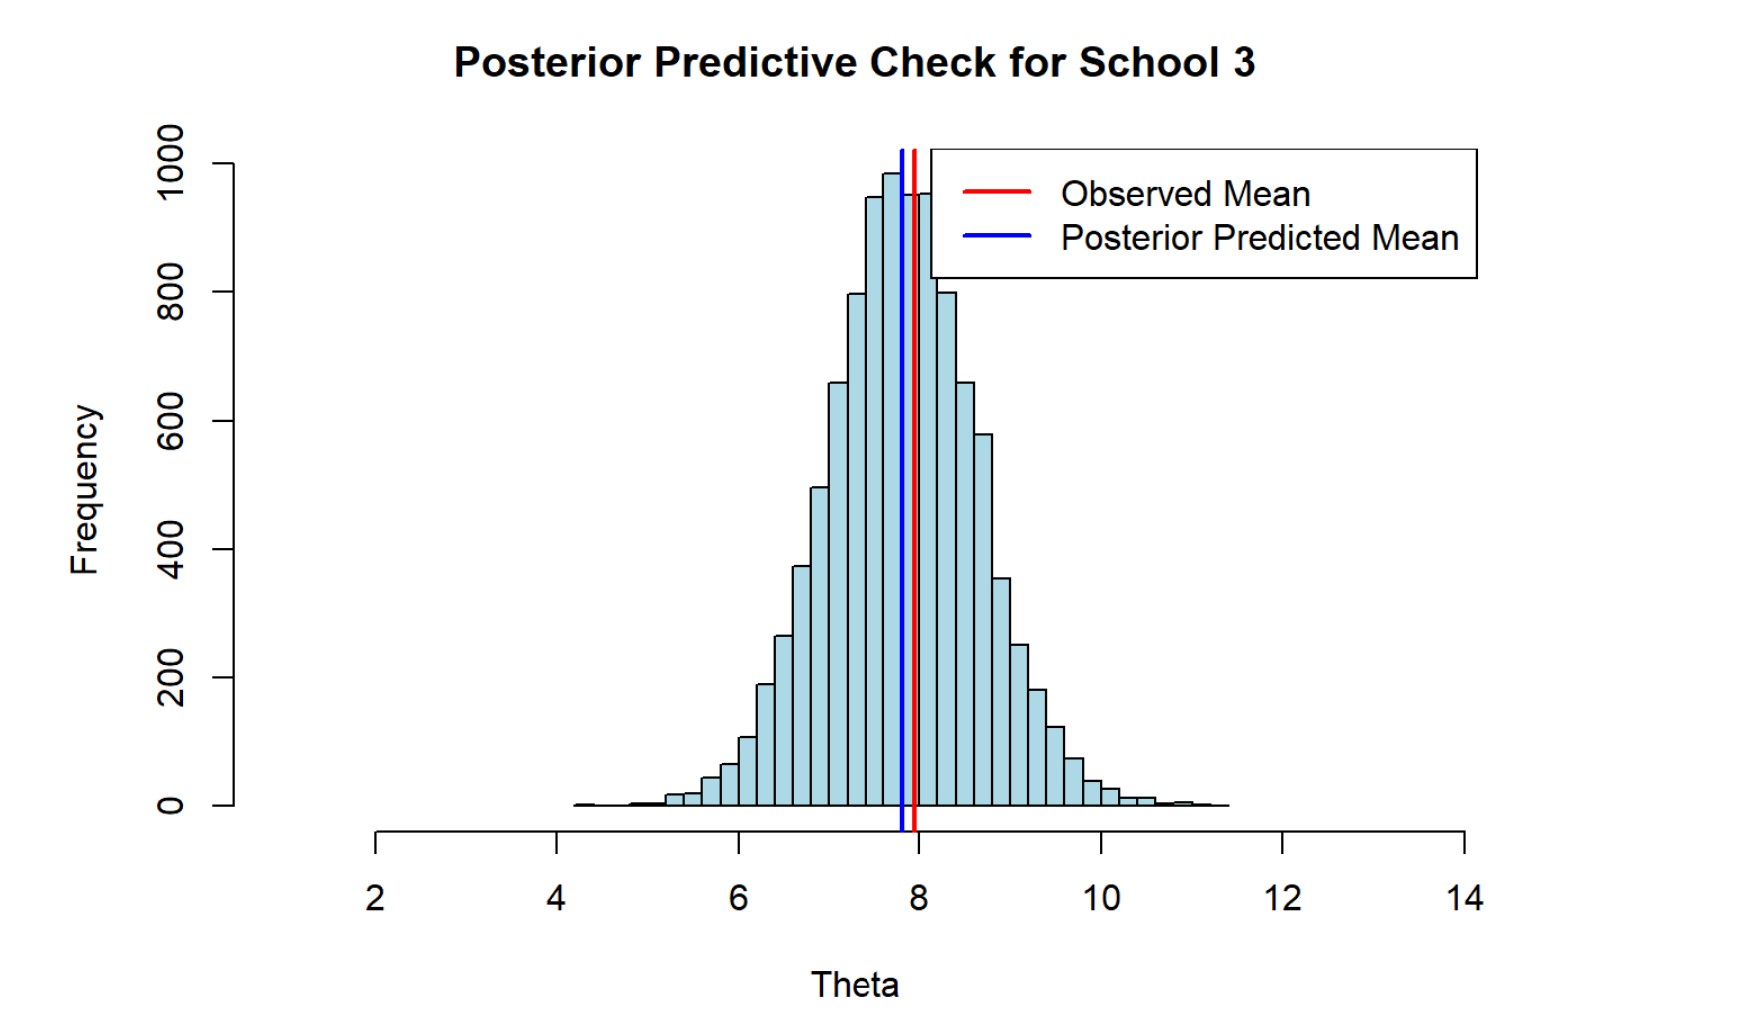 Posterior Predictive Check for School 3
Observed Mean
Posterior Predicted Mean
Frequency
1000
800
600
400
200
0
2 4 6 8 10 12 14
Theta